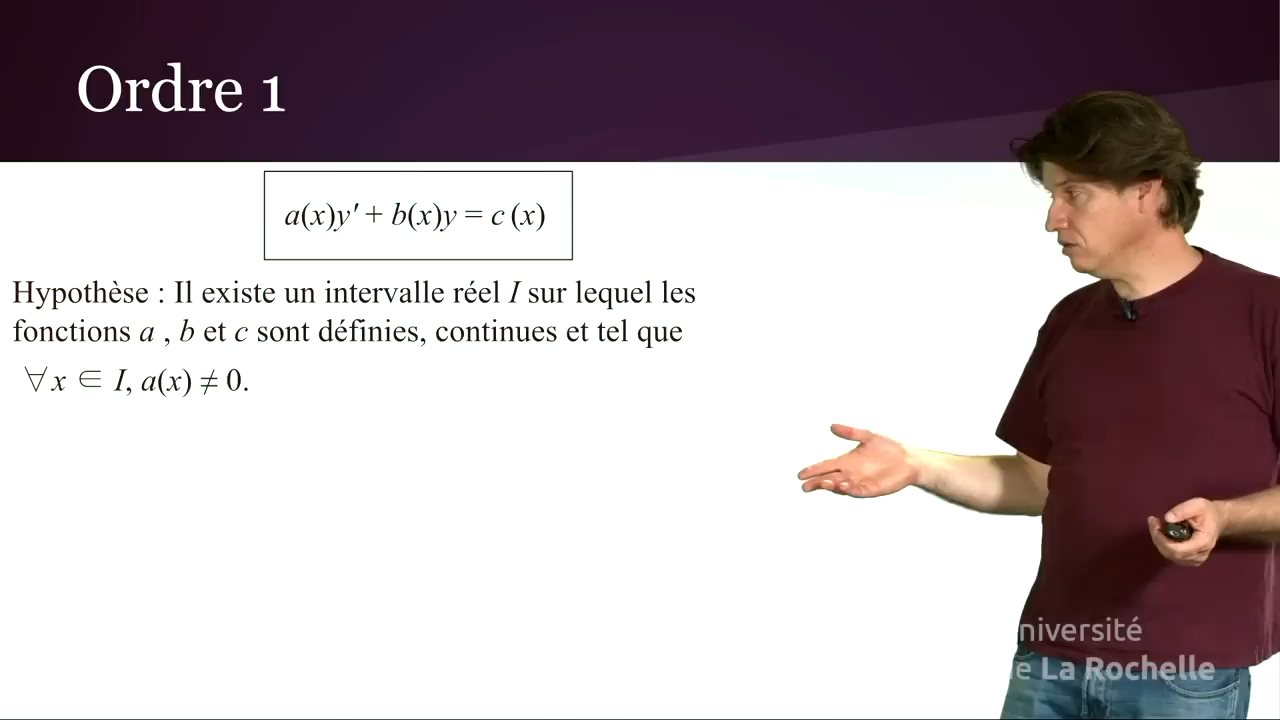 Ordre 1
a(x)y' + b(x)y = c (x)
Hypothèse : Il existe un intervalle réel I sur lequel les
fonctions a , b et c sont définies, continues et tel que
∀ x ∈ I, a(x) ≠ 0.
niversité
e La Rochelle